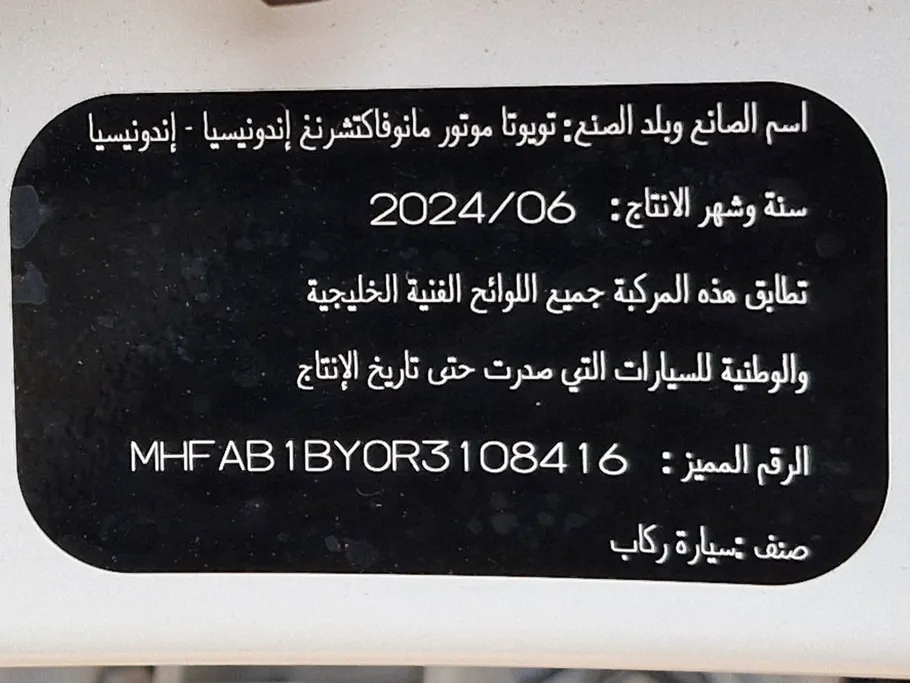 اسم الصانع وبلد الصنع: تويوتا موتور مانوفاكتشرنغ إندونيسيا - إندونيسيا
سنة وشهر الانتاج: 2024/06
تطابق هذه المركبة جميع اللوائح الفنية الخليجية
والوطنية للسيارات التي صدرت حتى تاريخ الإنتاج
الرقم المميز: MHFAB1BY0R3108416
صنف :سيارة ركاب